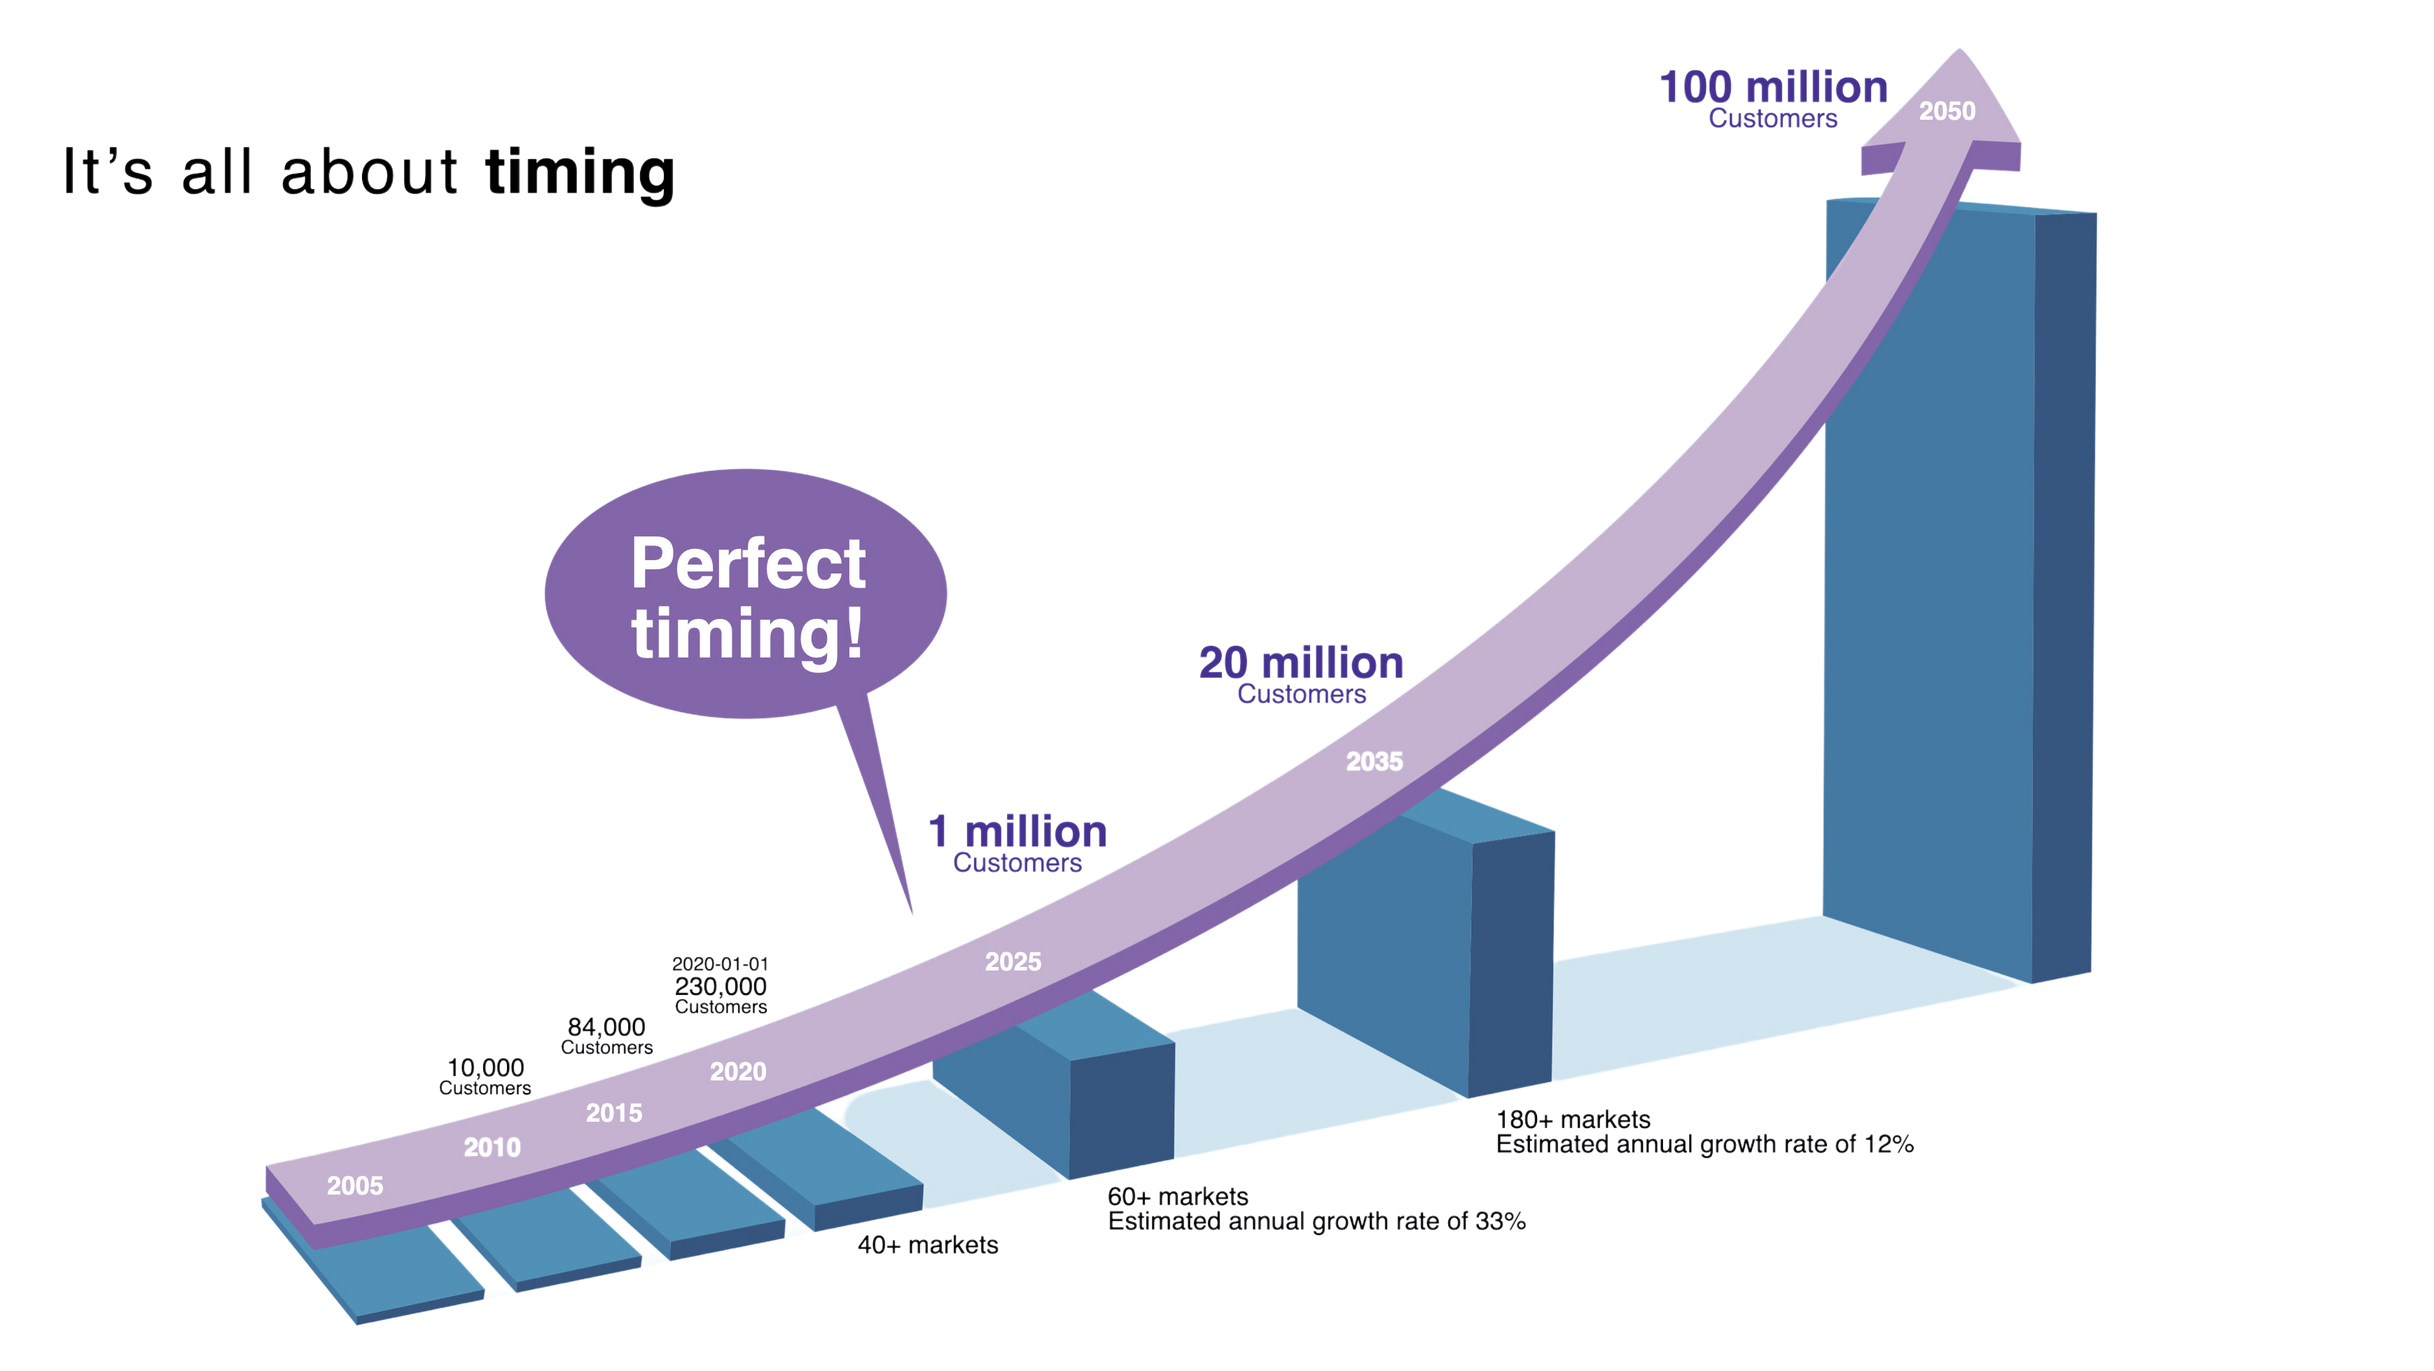 It’s all about timing
100 million
Customers
2050
Perfect
timing!
20 million
Customers
2035
1 million
Customers
2025
2020-01-01
230,000
Customers
2020
84,000
Customers
2015
10,000
Customers
2010
2005
180+ markets
Estimated annual growth rate of 12%
60+ markets
Estimated annual growth rate of 33%
40+ markets